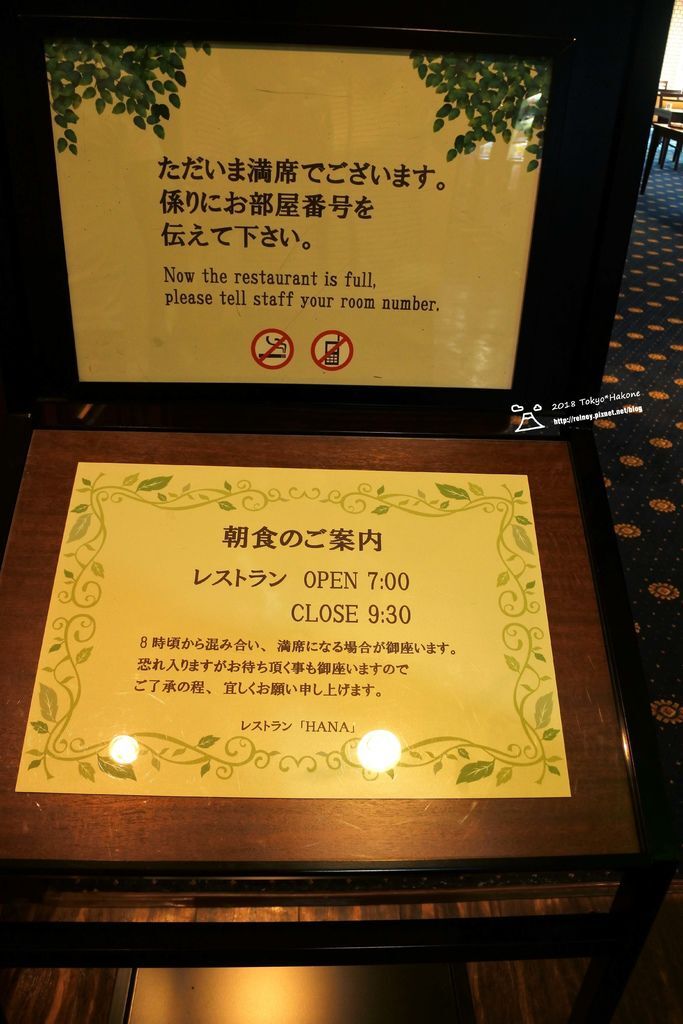 ただいま満席でございます。
係りにお部屋番号を
伝えて下さい。
Now the restaurant is full,
please tell staff your room number.
2018 Tokyo*Hakone
http://reiney.pixnet.net/blog
朝食のご案内
レストラン OPEN 7:00
CLOSE 9:30
8時頃から混み合い、満席になる場合が御座います。
恐れ入りますがお待ち頂く事も御座いますので
ご了承の程、宜しくお願い申し上げます。
レストラン「HANA」